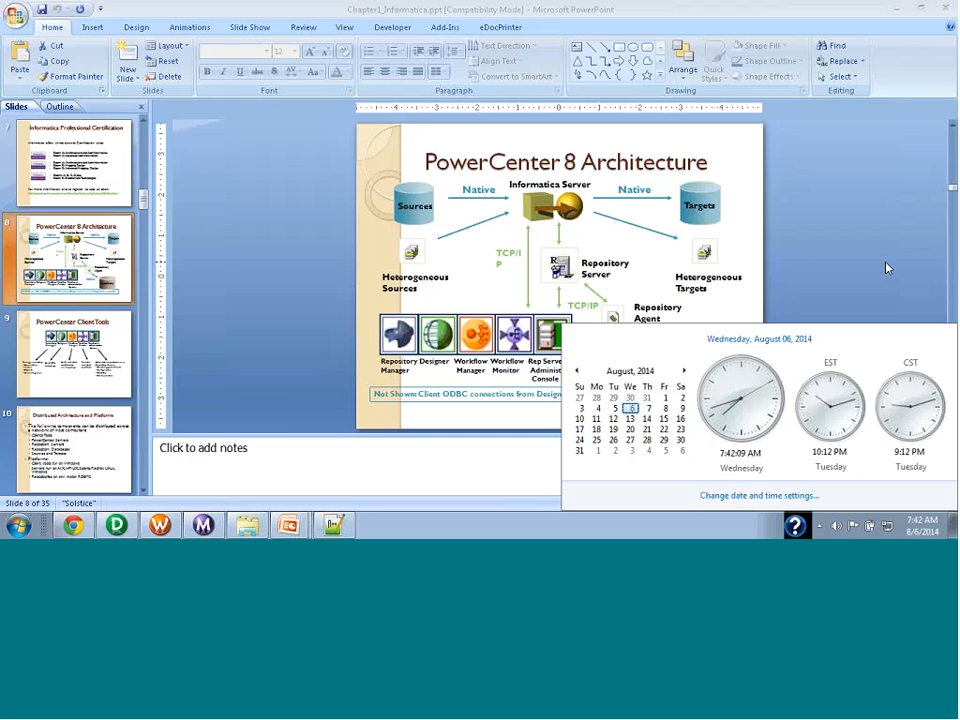 Chapter1_Informatica.ppt [Compatibility Mode] - Microsoft PowerPoint
Home Insert Design Animations Slide Show Review View Developer Add-Ins eDocPrinter
Cut
Copy
Format Painter
Paste
Clipboard
New
Slide
Layout
Reset
Delete
Slides
12
Font
Text Direction
Align Text
Convert to SmartArt
Paragraph
Arrange
Quick
Styles
Shape Fill
Shape Outline
Shape Effects
Drawing
Find
Replace
Select
Editing
Slides Outline
7
Informatica Professional Certification
8
PowerCenter 8 Architecture
9
PowerCenter Client Tools
10
Distributed Architecture and Platforms
PowerCenter 8 Architecture
Informatica Server
Native Native
Sources Targets
TCP/I
P
Heterogeneous
Sources
Repository
Server
Heterogeneous
Targets
TCP/IP
Repository
Agent
Repository
Manager
Designer
Workflow
Manager
Workflow
Monitor
Rep Serve
Administ
Console
Not Shown: Client ODBC connections from Design
Click to add notes
Wednesday, August 06, 2014
August, 2014
Su Mo Tu We Th Fr Sa
27 28 29 30 31 1 2
3 4 5 6 7 8 9
10 11 12 13 14 15 16
17 18 19 20 21 22 23
24 25 26 27 28 29 30
31 1 2 3 4 5 6
7:42:09 AM
Wednesday
EST
10:12 PM
Tuesday
CST
9:12 PM
Tuesday
Change date and time settings...
Slide 8 of 35 "Solstice"
7:42 AM
8/6/2014